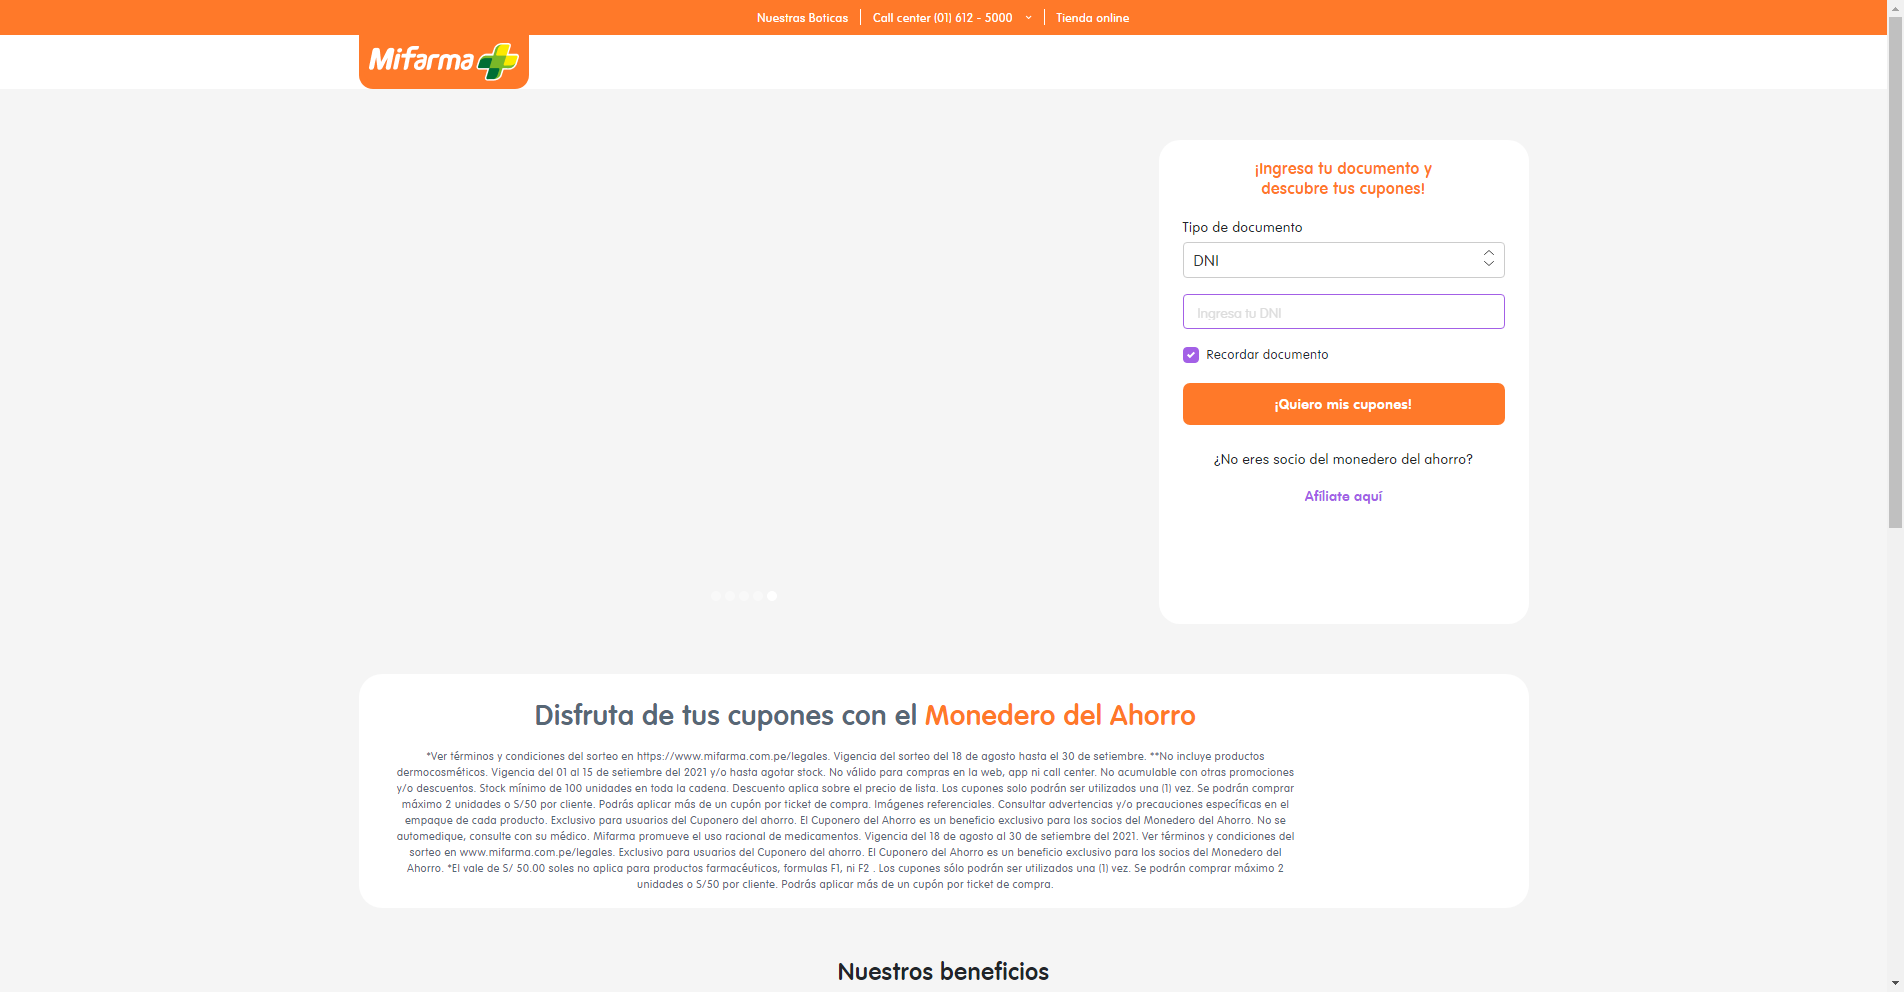 Nuestras Boticas
Call center (01) 612 - 5000
Tienda online
Mifarma
¡Ingresa tu documento y
descubre tus cupones!
Tipo de documento
DNI
Ingresa tu DNI
Recordar documento
¡Quiero mis cupones!
¿No eres socio del monedero del ahorro?
Afíliate aquí
Disfruta de tus cupones con el Monedero del Ahorro
*Ver términos y condiciones del sorteo en https://www.mifarma.com.pe/legales. Vigencia del sorteo del 18 de agosto hasta el 30 de setiembre. **No incluye productos
dermocosméticos. Vigencia del 01 al 15 de setiembre del 2021 y/o hasta agotar stock. No válido para compras en la web, app ni call center. No acumulable con otras promociones
y/o descuentos. Stock mínimo de 100 unidades en toda la cadena. Descuento aplica sobre el precio de lista. Los cupones solo podrán ser utilizados una (1) vez. Se podrán comprar
máximo 2 unidades o S/50 por cliente. Podrás aplicar más de un cupón por ticket de compra. Imágenes referenciales. Consultar advertencias y/o precauciones específicas en el
empaque de cada producto. Exclusivo para usuarios del Cuponero del ahorro. El Cuponero del Ahorro es un beneficio exclusivo para los socios del Monedero del Ahorro. No se
automedique, consulte con su médico. Mifarma promueve el uso racional de medicamentos. Vigencia del 18 de agosto al 30 de setiembre del 2021. Ver términos y condiciones del
sorteo en www.mifarma.com.pe/legales. Exclusivo para usuarios del Cuponero del ahorro. El Cuponero del Ahorro es un beneficio exclusivo para los socios del Monedero del
Ahorro. *El vale de S/ 50.00 soles no aplica para productos farmacéuticos, formulas F1, ni F2 . Los cupones sólo podrán ser utilizados una (1) vez. Se podrán comprar máximo 2
unidades o S/50 por cliente. Podrás aplicar más de un cupón por ticket de compra.
Nuestros beneficios